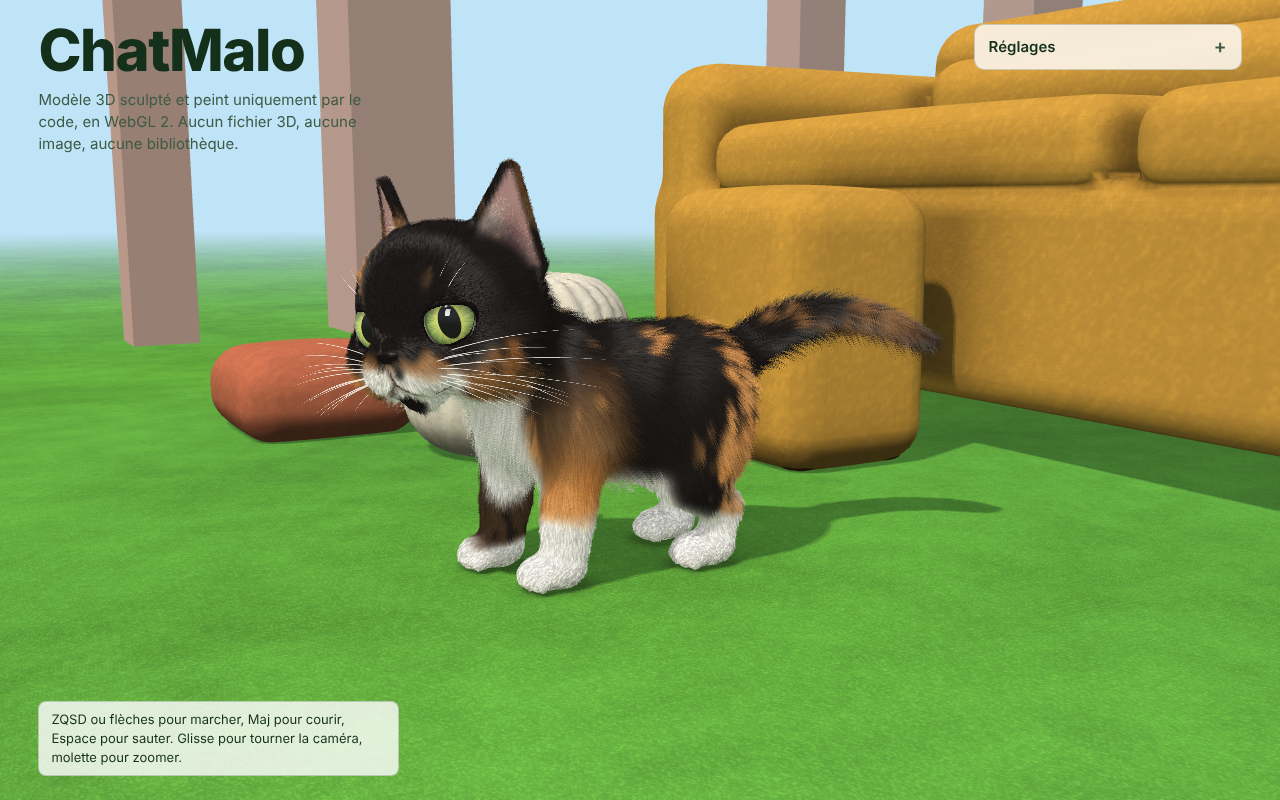 ChatMalo
Modèle 3D sculpté et peint uniquement par le
code, en WebGL 2. Aucun fichier 3D, aucune
image, aucune bibliothèque.
Réglages +
ZQSD ou flèches pour marcher, Maj pour courir,
Espace pour sauter. Glisse pour tourner la caméra,
molette pour zoomer.